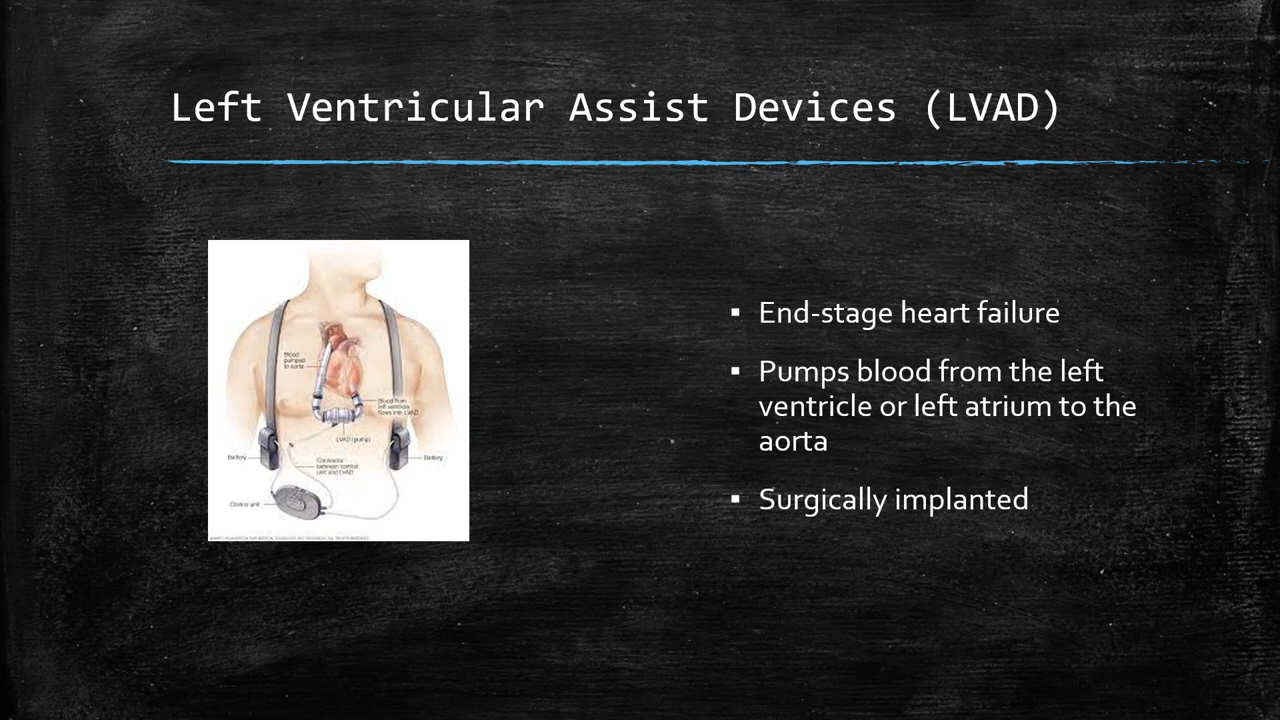 Left Ventricular Assist Devices (LVAD)
Blood
pumped
to aorta
Blood from
left ventricle
flows into LVAD
LVAD (pump)
Battery
Battery
Connects
between control
unit and LVAD
Control unit
▪ End-stage heart failure
▪ Pumps blood from the left
ventricle or left atrium to the
aorta
▪ Surgically implanted